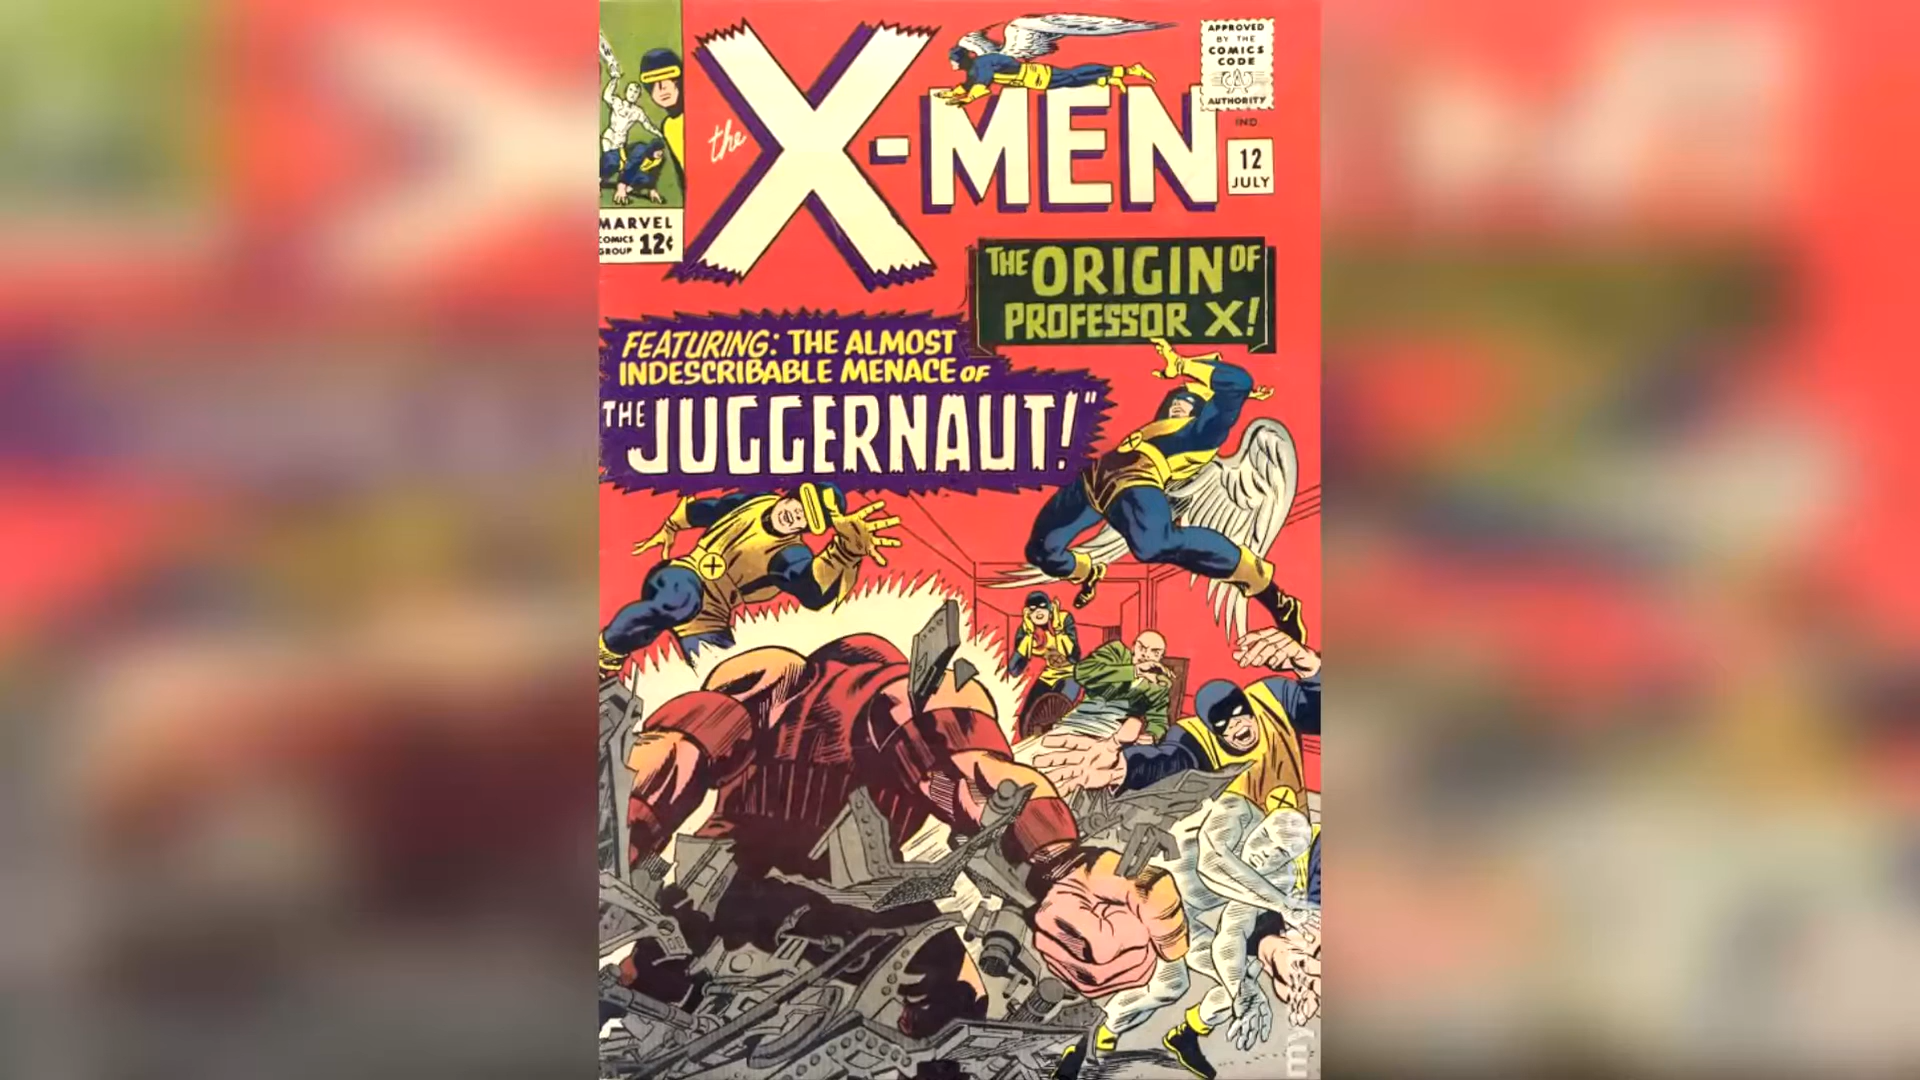 the X-MEN
APPROVED
BY THE
COMICS
CODE
CA
AUTHORITY
IND
12
JULY
MARVEL
COMICS
GROUP 12¢
THE ORIGIN OF
PROFESSOR X!
FEATURING: THE ALMOST
INDESCRIBABLE MENACE OF
THE JUGGERNAUT!"